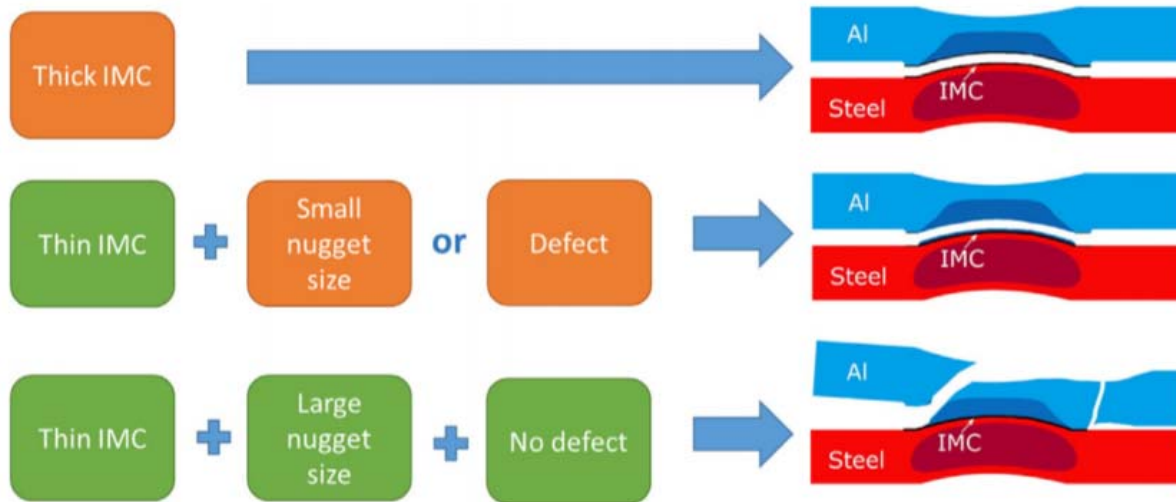 Thick IMC
Al
IMC
Steel
Thin IMC
Small
nugget
size
or
Defect
Al
IMC
Steel
Thin IMC
Large
nugget
size
No defect
Al
IMC
Steel